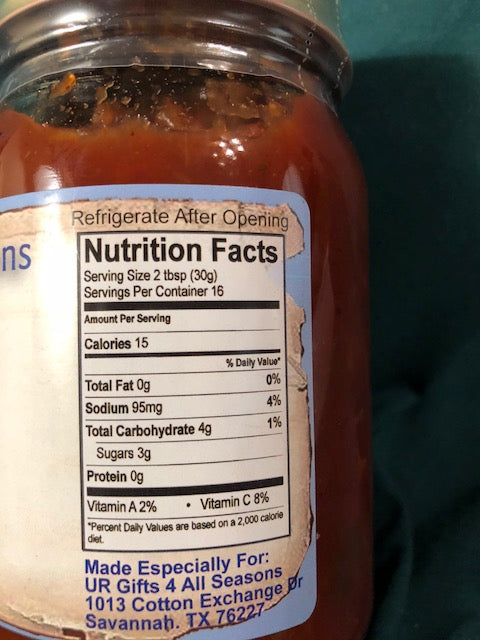 Refrigerate After Opening
ns
Nutrition Facts
Serving Size 2 tbsp (30g)
Servings Per Container 16
Amount Per Serving
Calories 15
% Daily Value*
Total Fat 0g 0%
Sodium 95mg 4%
Total Carbohydrate 4g 1%
Sugars 3g
Protein 0g
Vitamin A 2% • Vitamin C 8%
*Percent Daily Values are based on a 2,000 calorie
diet.
Made Especially For:
UR Gifts 4 All Seasons
1013 Cotton Exchange Dr
Savannah, TX 76227